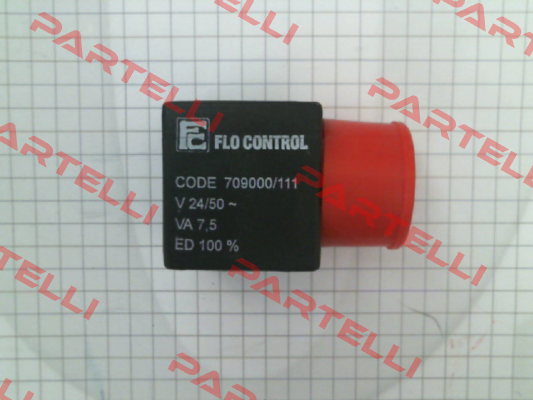 PARTELLI
PARTELLI
PARTELLI
FC FLO CONTROL
CODE 709000/111
V 24/50 ~
VA 7,5
ED 100 %
PARTELLI
PARTELLI
PARTELLI
PARTELLI